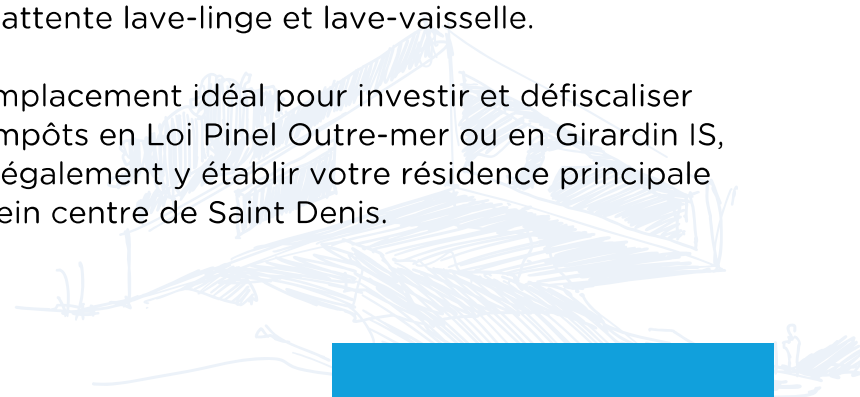 attente lave-linge et lave-vaisselle.
mplacement idéal pour investir et défiscaliser
mpôts en Loi Pinel Outre-mer ou en Girardin IS,
également y établir votre résidence principale
ein centre de Saint Denis.